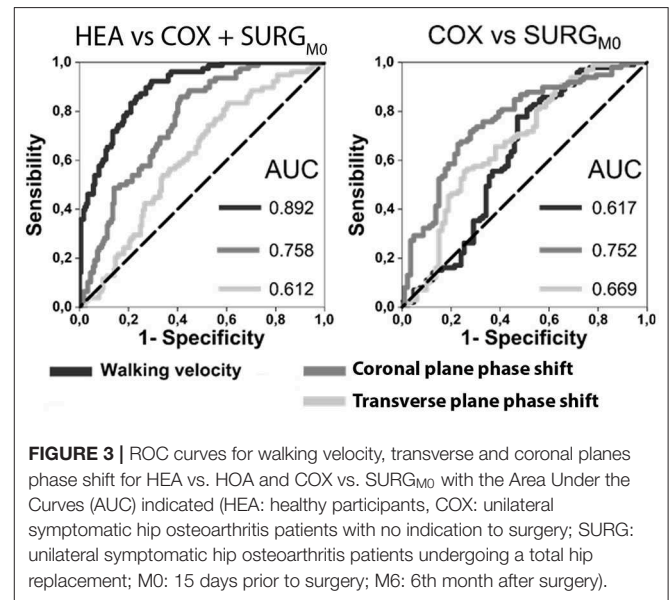 HEA vs COX + SURG_M0
COX vs SURG_M0
1,0
0,8
0,6
0,4
0,2
0,0
Sensibility
AUC
0.892
0.758
0.612
0,0 0,2 0,4 0,6 0,8 1,0
1- Specificity
1,0
0,8
0,6
0,4
0,2
0,0
Sensibility
AUC
0.617
0.752
0.669
0,0 0,2 0,4 0,6 0,8 1,0
1- Specificity
Walking velocity
Coronal plane phase shift
Transverse plane phase shift
FIGURE 3 | ROC curves for walking velocity, transverse and coronal planes
phase shift for HEA vs. HOA and COX vs. SURG_M0 with the Area Under the
Curves (AUC) indicated (HEA: healthy participants, COX: unilateral
symptomatic hip osteoarthritis patients with no indication to surgery; SURG:
unilateral symptomatic hip osteoarthritis patients undergoing a total hip
replacement; M0: 15 days prior to surgery; M6: 6th month after surgery).